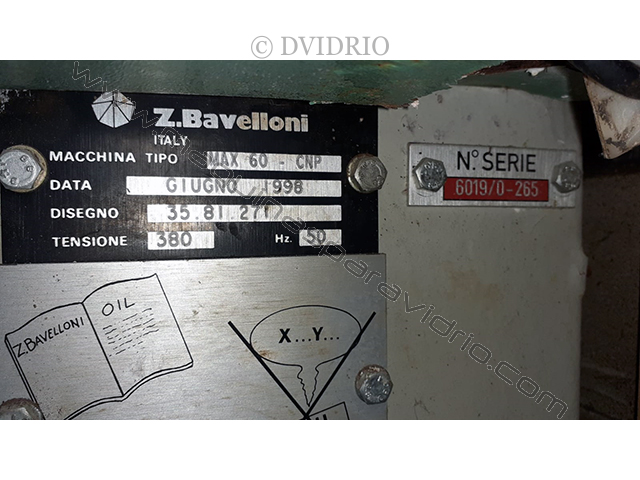 © DVIDRIO
Z.Bavelloni
ITALY
MACCHINA TIPO MAX 60 - CNP
DATA GIUGNO 1998
DISEGNO 35.81.2717
TENSIONE 380 Hz. 50
N.º SERIE
6019/0-265
Z.BAVELLONI
OIL
X...Y...